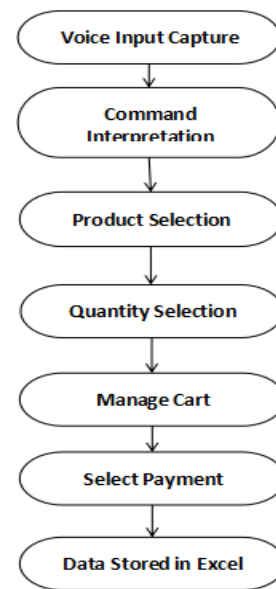 Voice Input Capture
Command
Interpretation
Product Selection
Quantity Selection
Manage Cart
Select Payment
Data Stored in Excel